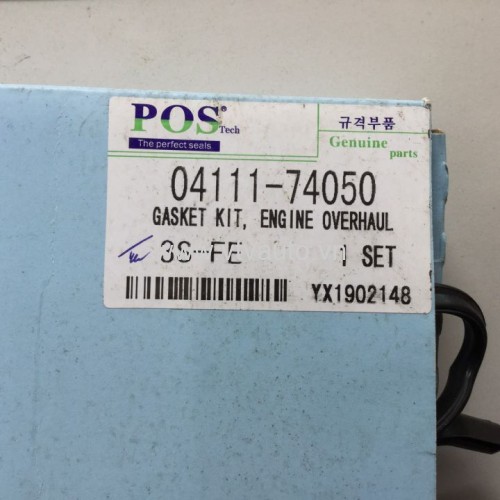 POS® Tech
The perfect seals
규격부품
Genuine
parts
04111-74050
GASKET KIT, ENGINE OVERHAUL
3S-FE 1 SET
YX1902148